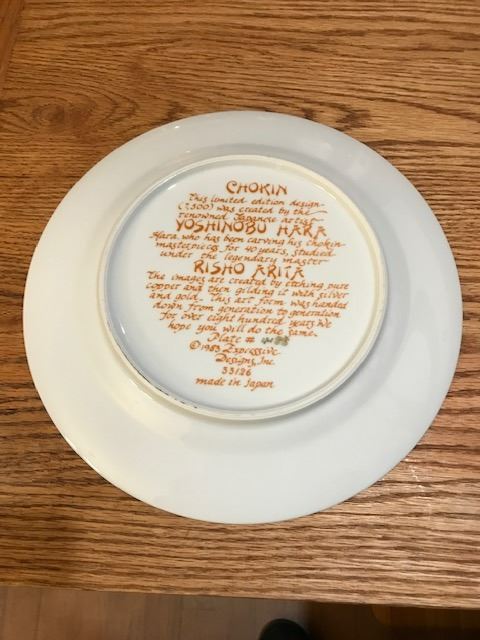 CHOKIN
This limited edition design
(7,500) was created by the
renowned Japanese artist
YOSHINOBU HARA
Hara, who has been carving his chokin
masterpieces for 40 years, studied
under the legendary master
RISHO ARITA
The images are created by etching pure
copper and then gilding it with silver
and gold. This art form was handed
down from generation to generation
for over eight hundred years. We
hope you will do the same.
Plate #
© 1983 Expressive
Designs, Inc.
33126
made in Japan